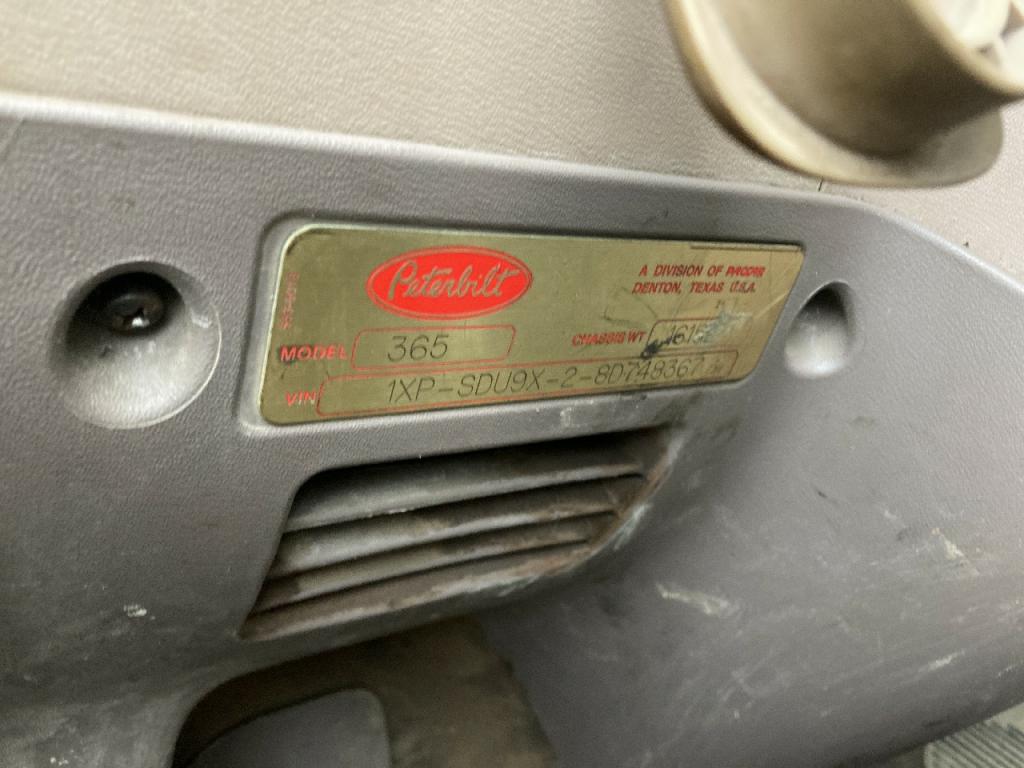 Peterbilt
A DIVISION OF PACCAR
DENTON, TEXAS U.S.A.
MODEL 365
CHASSIS WT
VIN 1XP-SDU9X-2-8D748367